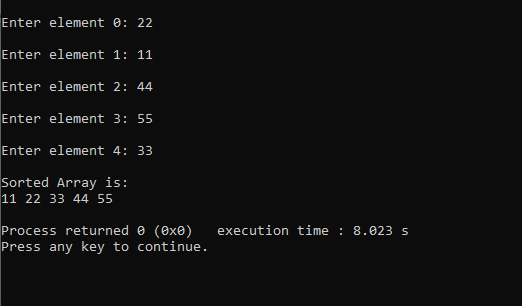 Enter element 0: 22
Enter element 1: 11
Enter element 2: 44
Enter element 3: 55
Enter element 4: 33
Sorted Array is:
11 22 33 44 55
Process returned 0 (0x0)   execution time : 8.023 s
Press any key to continue.